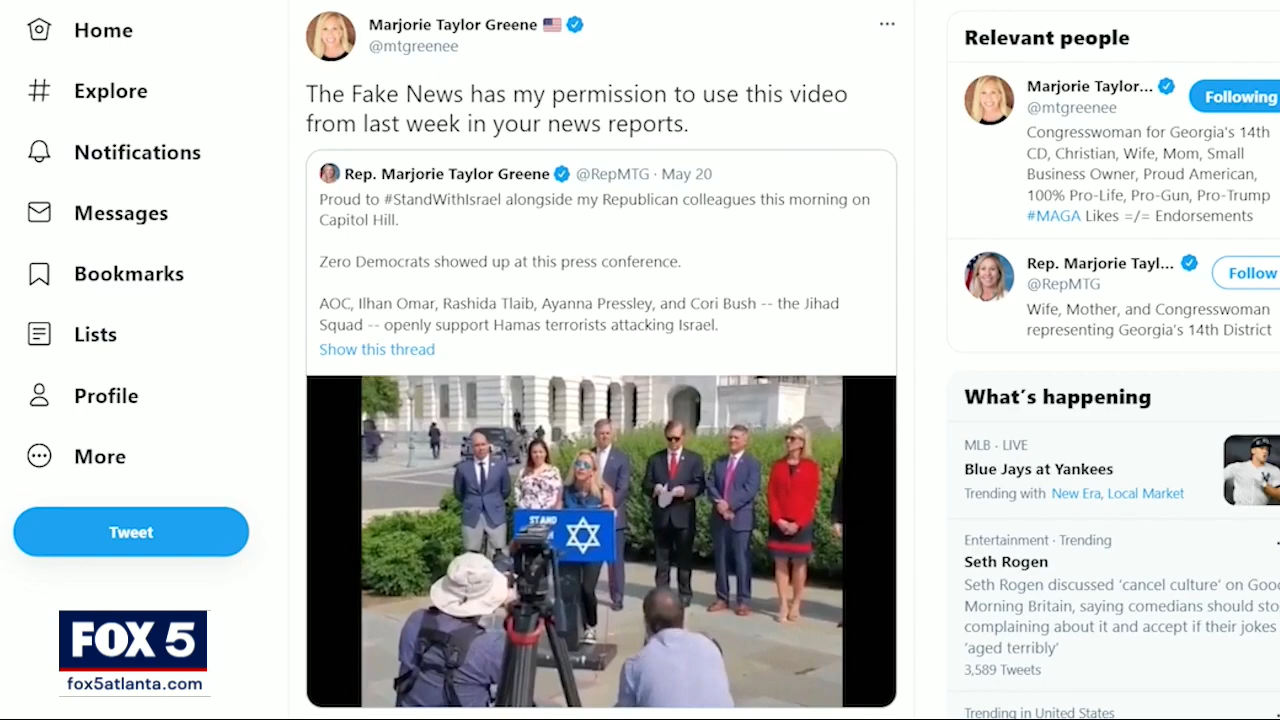 Home
Explore
Notifications
Messages
Bookmarks
Lists
Profile
More
Tweet
FOX 5
fox5atlanta.com
Marjorie Taylor Greene
@mtgreenee
The Fake News has my permission to use this video
from last week in your news reports.
Rep. Marjorie Taylor Greene @RepMTG · May 20
Proud to #StandWithIsrael alongside my Republican colleagues this morning on
Capitol Hill.
Zero Democrats showed up at this press conference.
AOC, Ilhan Omar, Rashida Tlaib, Ayanna Pressley, and Cori Bush -- the Jihad
Squad -- openly support Hamas terrorists attacking Israel.
Show this thread
STAND
Relevant people
Marjorie Taylor...
@mtgreenee
Following
Congresswoman for Georgia's 14th
CD, Christian, Wife, Mom, Small
Business Owner, Proud American,
100% Pro-Life, Pro-Gun, Pro-Trump
#MAGA Likes =/= Endorsements
Rep. Marjorie Tayl...
@RepMTG
Follow
Wife, Mother, and Congresswoman
representing Georgia's 14th District
What's happening
MLB · LIVE
Blue Jays at Yankees
Trending with New Era, Local Market
Entertainment · Trending
Seth Rogen
Seth Rogen discussed 'cancel culture' on Goo
Morning Britain, saying comedians should sto
complaining about it and accept if their jokes
'aged terribly'
3,589 Tweets
Trending in United States